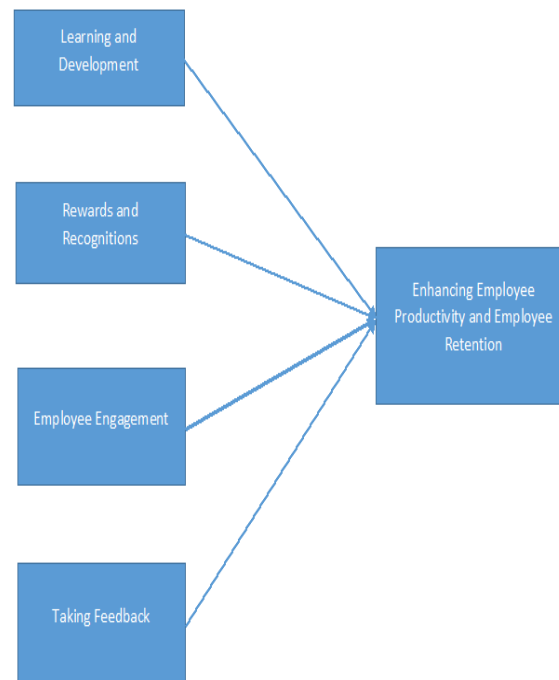 Learning and
Development
Rewards and
Recognitions
Employee Engagement
Taking Feedback
Enhancing Employee
Productivity and Employee
Retention